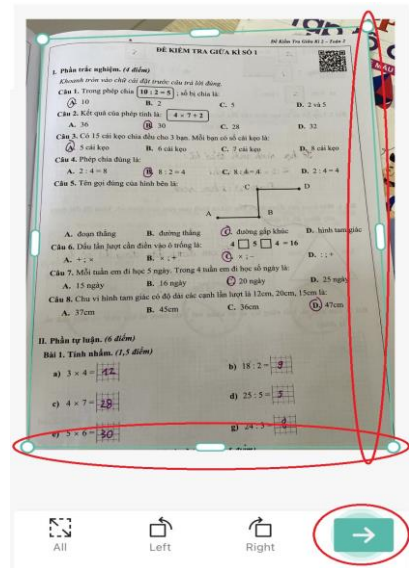 Đề Kiểm Tra Giữa Kì 2 – Toán 2
ĐỀ KIỂM TRA GIỮA KÌ SỐ 1
I. Phần trắc nghiệm. (4 điểm)
Khoanh tròn vào chữ cái đặt trước câu trả lời đúng.
Câu 1. Trong phép chia 10 : 2 = 5 , số bị chia là:
A. 10 B. 2 C. 5 D. 2 và 5
Câu 2. Kết quả của phép tính là: 4 × 7 + 2
A. 36 B. 30 C. 28 D. 32
Câu 3. Có 15 cái kẹo chia đều cho 3 bạn. Mỗi bạn có số cái kẹo là:
A. 5 cái kẹo B. 6 cái kẹo C. 7 cái kẹo D. 8 cái kẹo
Câu 4. Phép chia đúng là:
A. 2 : 4 = 8 B. 8 : 2 = 4 C. 8 : 4 = 4 D. 2 : 4 = 4
Câu 5. Tên gọi đúng của hình bên là:
C D
A B
A. đoạn thẳng B. đường thẳng C. đường gấp khúc D. hình tam giác
Câu 6. Dấu lần lượt cần điền vào ô trống là: 4 5 4 = 16
A. + ; × B. × ; + C. × ; – D. : ; +
Câu 7. Mỗi tuần em đi học 5 ngày. Trong 4 tuần em đi học số ngày là:
A. 15 ngày B. 16 ngày C. 20 ngày D. 25 ngày
Câu 8. Chu vi hình tam giác có độ dài các cạnh lần lượt là 12cm, 20cm, 15cm là:
A. 37cm B. 45cm C. 36cm D. 47cm
II. Phần tự luận. (6 điểm)
Bài 1. Tính nhẩm. (1,5 điểm)
a) 3 × 4 = 12 b) 18 : 2 = 9
c) 4 × 7 = 28 d) 25 : 5 = 5
e) 5 × 6 = 30 g) 24 : 3 = 8
All Left Right